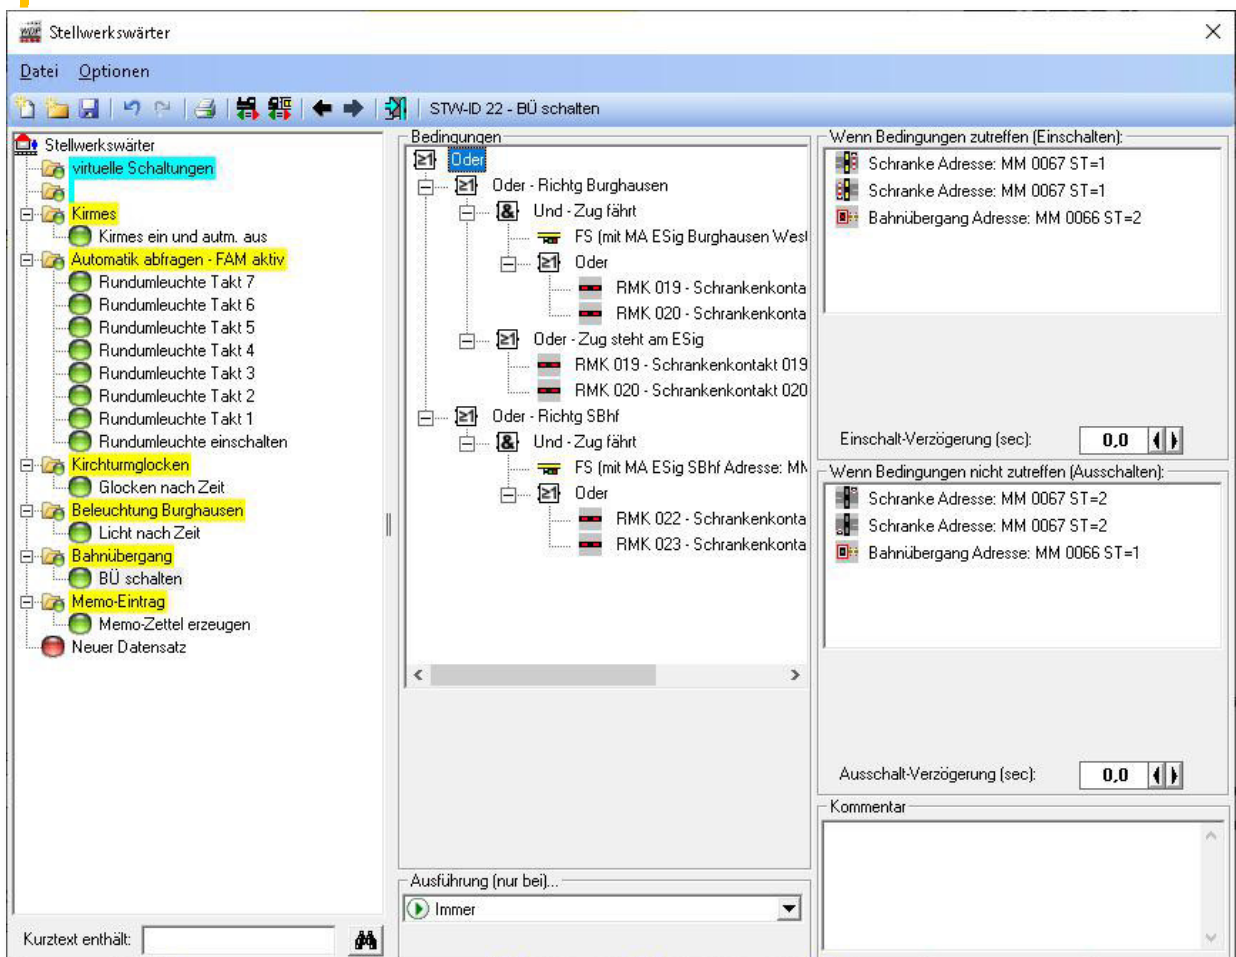 Stellwerkswärter
Datei Optionen
STW-ID 22 - BÜ schalten
Stellwerkswärter
virtuelle Schaltungen
Kirmes
Kirmes ein und autm. aus
Automatik abfragen - FAM aktiv
Rundumleuchte Takt 7
Rundumleuchte Takt 6
Rundumleuchte Takt 5
Rundumleuchte Takt 4
Rundumleuchte Takt 3
Rundumleuchte Takt 2
Rundumleuchte Takt 1
Rundumleuchte einschalten
Kirchturmglocken
Glocken nach Zeit
Beleuchtung Burghausen
Licht nach Zeit
Bahnübergang
BÜ schalten
Memo-Eintrag
Memo-Zettel erzeugen
Neuer Datensatz
Kurztext enthält:
Bedingungen
≥1 Oder
≥1 Oder - Richtg Burghausen
& Und - Zug fährt
FS (mit MA ESig Burghausen West
≥1 Oder
RMK 019 - Schrankenkonta
RMK 020 - Schrankenkonta
≥1 Oder - Zug steht am ESig
RMK 019 - Schrankenkontakt 019
RMK 020 - Schrankenkontakt 020
≥1 Oder - Richtg SBhf
& Und - Zug fährt
FS (mit MA ESig SBhf Adresse: MM
≥1 Oder
RMK 022 - Schrankenkonta
RMK 023 - Schrankenkonta
Ausführung (nur bei)...
Immer
Wenn Bedingungen zutreffen (Einschalten):
Schranke Adresse: MM 0067 ST=1
Schranke Adresse: MM 0067 ST=1
Bahnübergang Adresse: MM 0066 ST=2
Einschalt-Verzögerung (sec): 0,0
Wenn Bedingungen nicht zutreffen (Ausschalten):
Schranke Adresse: MM 0067 ST=2
Schranke Adresse: MM 0067 ST=2
Bahnübergang Adresse: MM 0066 ST=1
Ausschalt-Verzögerung (sec): 0,0
Kommentar